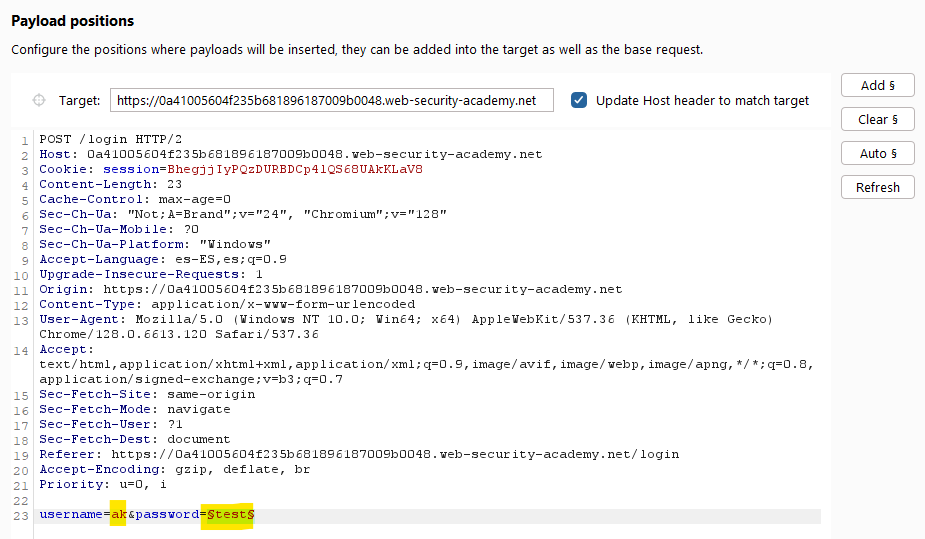 Payload positions
Configure the positions where payloads will be inserted, they can be added into the target as well as the base request.
Target: https://0a41005604f235b681896187009b0048.web-security-academy.net Update Host header to match target
Add §
Clear §
Auto §
Refresh
1 POST /login HTTP/2
2 Host: 0a41005604f235b681896187009b0048.web-security-academy.net
3 Cookie: session=BhegjjIyPQzDURBDCp4lQS68UAkKLaV8
4 Content-Length: 23
5 Cache-Control: max-age=0
6 Sec-Ch-Ua: "Not;A=Brand";v="24", "Chromium";v="128"
7 Sec-Ch-Ua-Mobile: ?0
8 Sec-Ch-Ua-Platform: "Windows"
9 Accept-Language: es-ES,es;q=0.9
10 Upgrade-Insecure-Requests: 1
11 Origin: https://0a41005604f235b681896187009b0048.web-security-academy.net
12 Content-Type: application/x-www-form-urlencoded
13 User-Agent: Mozilla/5.0 (Windows NT 10.0; Win64; x64) AppleWebKit/537.36 (KHTML, like Gecko)
Chrome/128.0.6613.120 Safari/537.36
14 Accept:
text/html,application/xhtml+xml,application/xml;q=0.9,image/avif,image/webp,image/apng,*/*;q=0.8,
application/signed-exchange;v=b3;q=0.7
15 Sec-Fetch-Site: same-origin
16 Sec-Fetch-Mode: navigate
17 Sec-Fetch-User: ?1
18 Sec-Fetch-Dest: document
19 Referer: https://0a41005604f235b681896187009b0048.web-security-academy.net/login
20 Accept-Encoding: gzip, deflate, br
21 Priority: u=0, i
22
23 username=ak&password=§test§